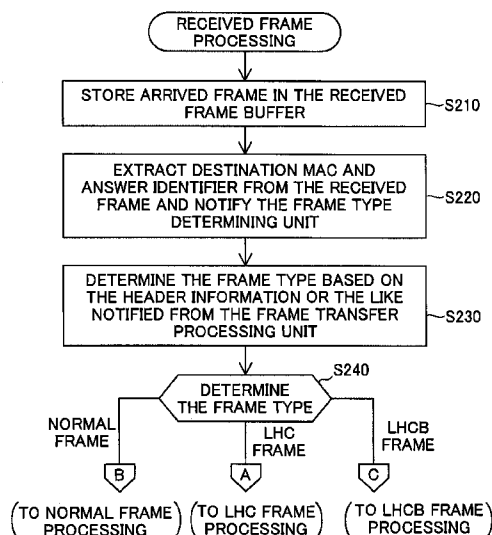 RECEIVED FRAME
PROCESSING
STORE ARRIVED FRAME IN THE RECEIVED
FRAME BUFFER
S210
EXTRACT DESTINATION MAC AND
ANSWER IDENTIFIER FROM THE RECEIVED
FRAME AND NOTIFY THE FRAME TYPE
DETERMINING UNIT
S220
DETERMINE THE FRAME TYPE BASED ON
THE HEADER INFORMATION OR THE LIKE
NOTIFIED FROM THE FRAME TRANSFER
PROCESSING UNIT
S230
S240
DETERMINE
THE FRAME TYPE
NORMAL
FRAME
LHC
FRAME
LHCB
FRAME
B
A
C
(TO NORMAL FRAME
PROCESSING)
(TO LHC FRAME
PROCESSING)
(TO LHCB FRAME
PROCESSING)